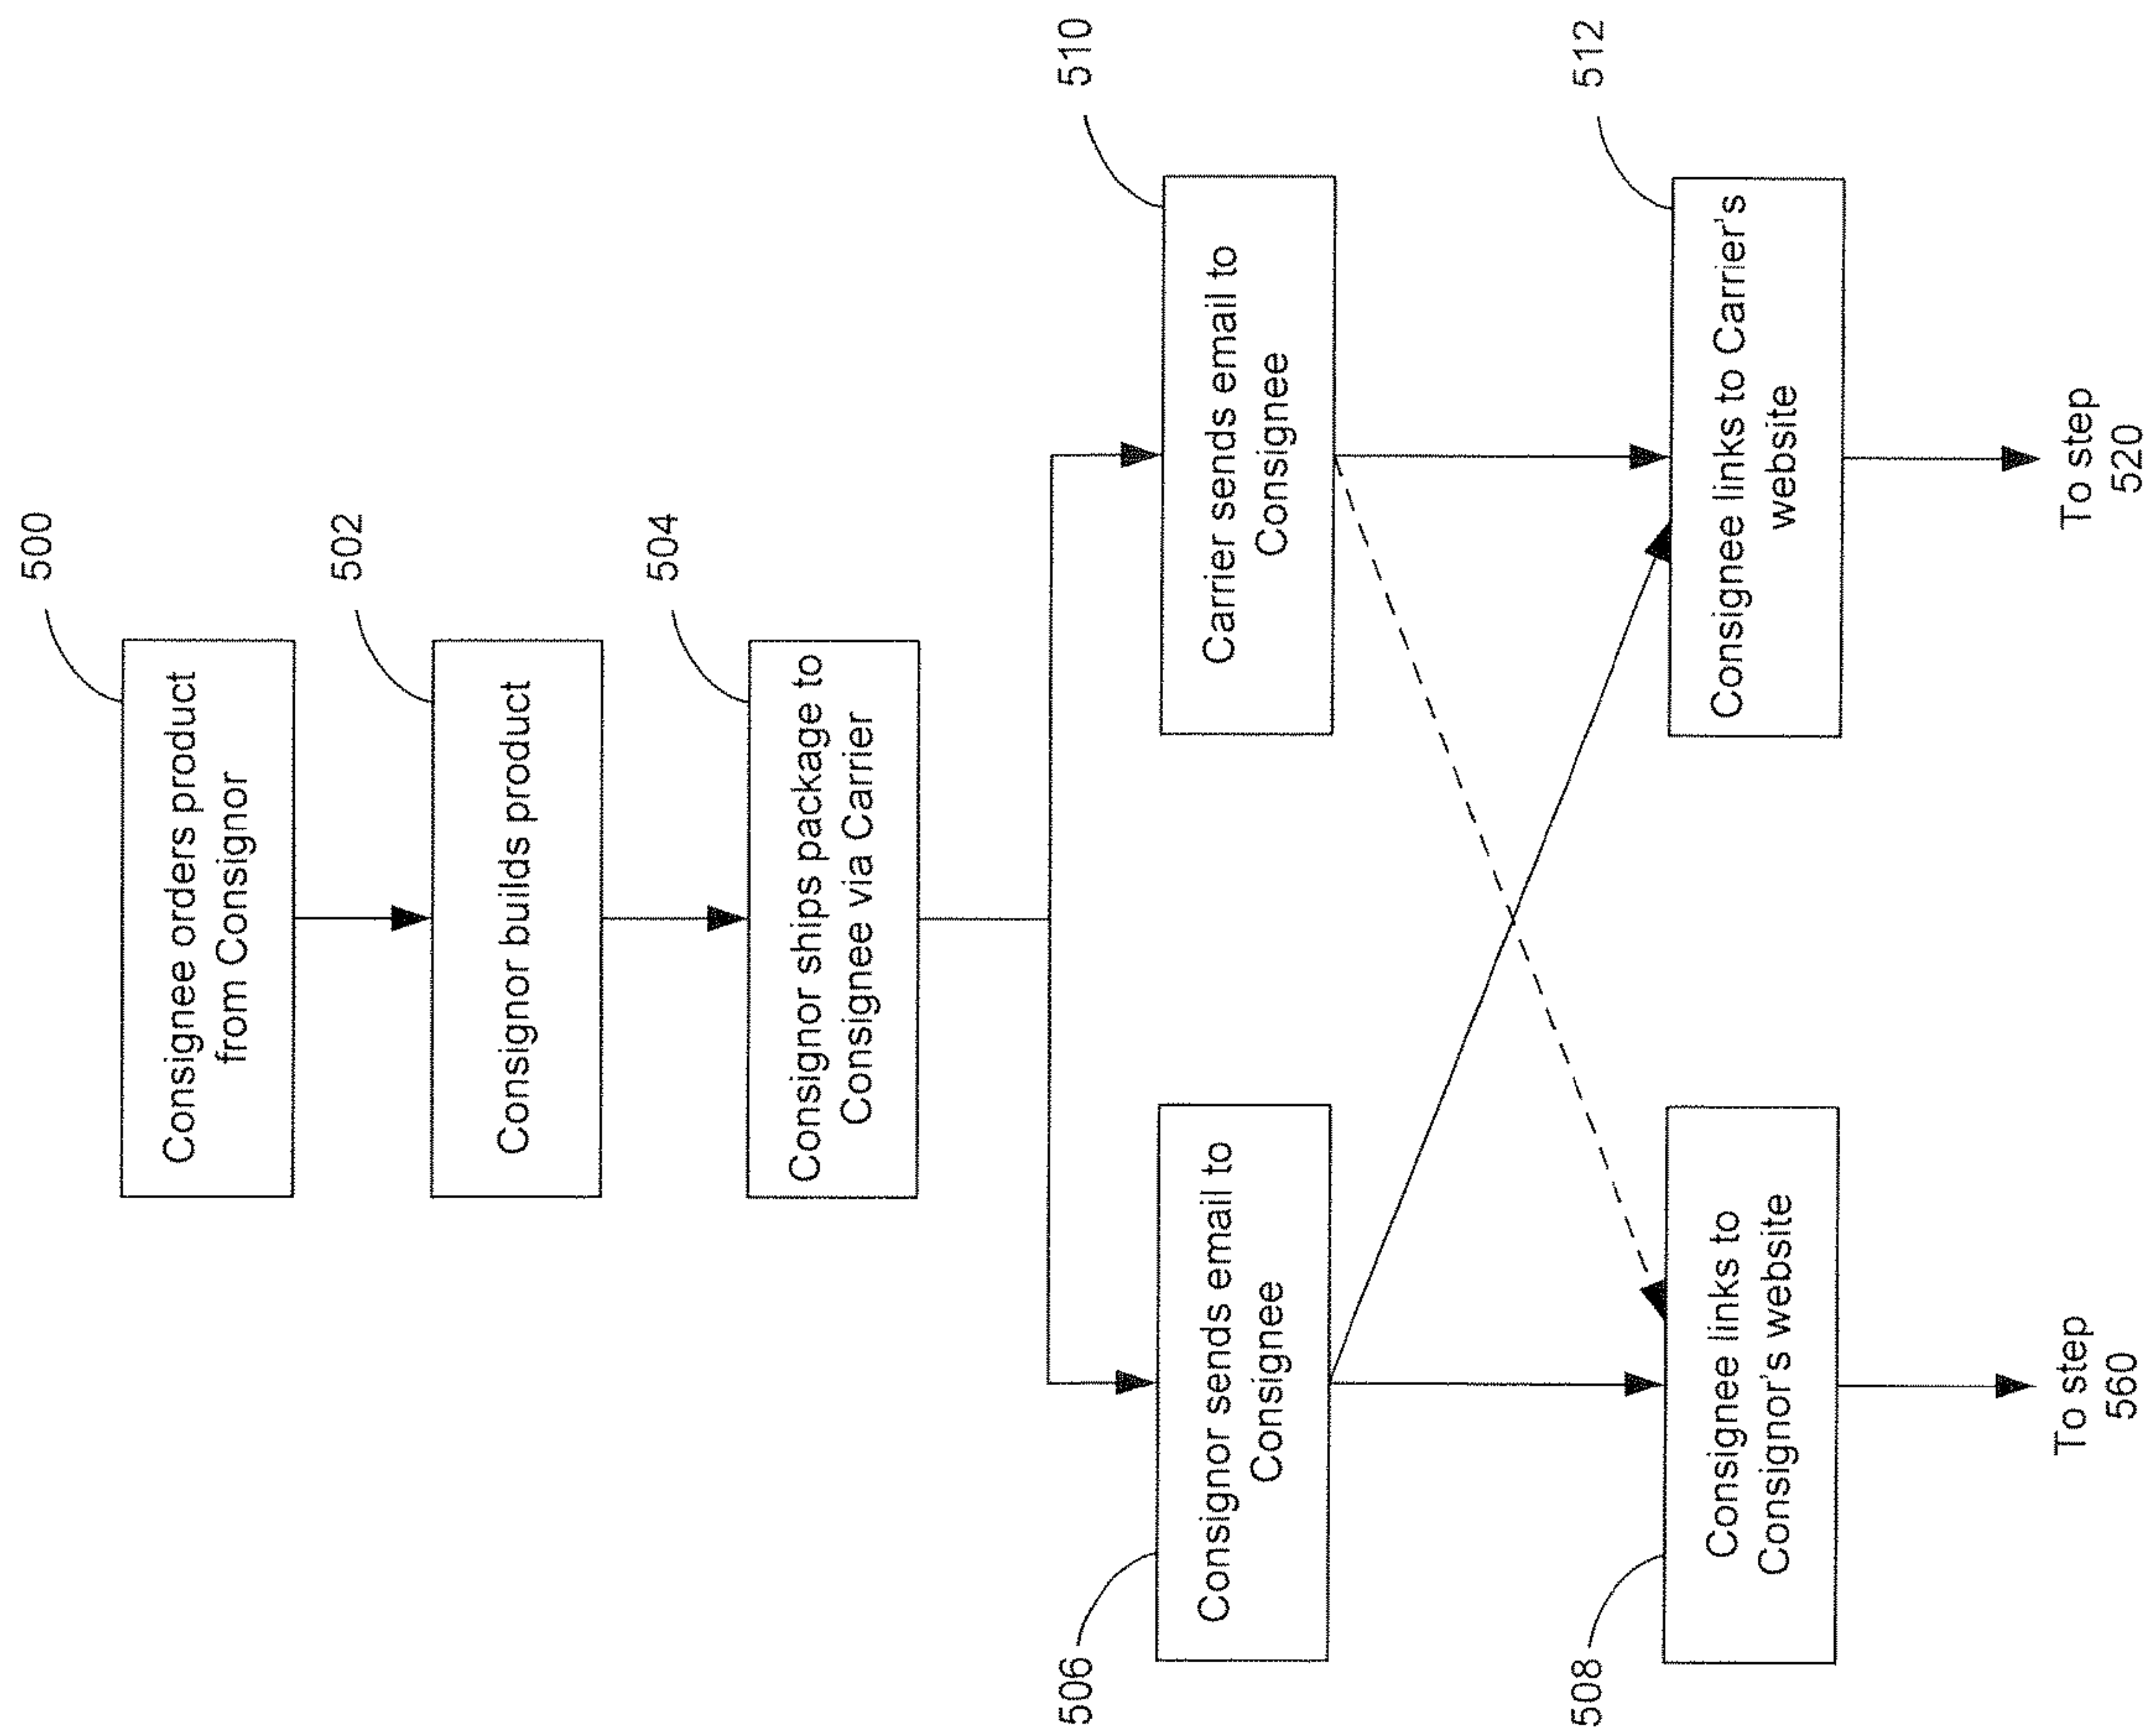 500
Consignee orders product
from Consignor
502
Consignor builds product
504
Consignor ships package to
Consignee via Carrier
506
Consignor sends email to
Consignee
510
Carrier sends email to
Consignee
508
Consignee links to
Consignor's website
512
Consignee links to Carrier's
website
To step
560
To step
520